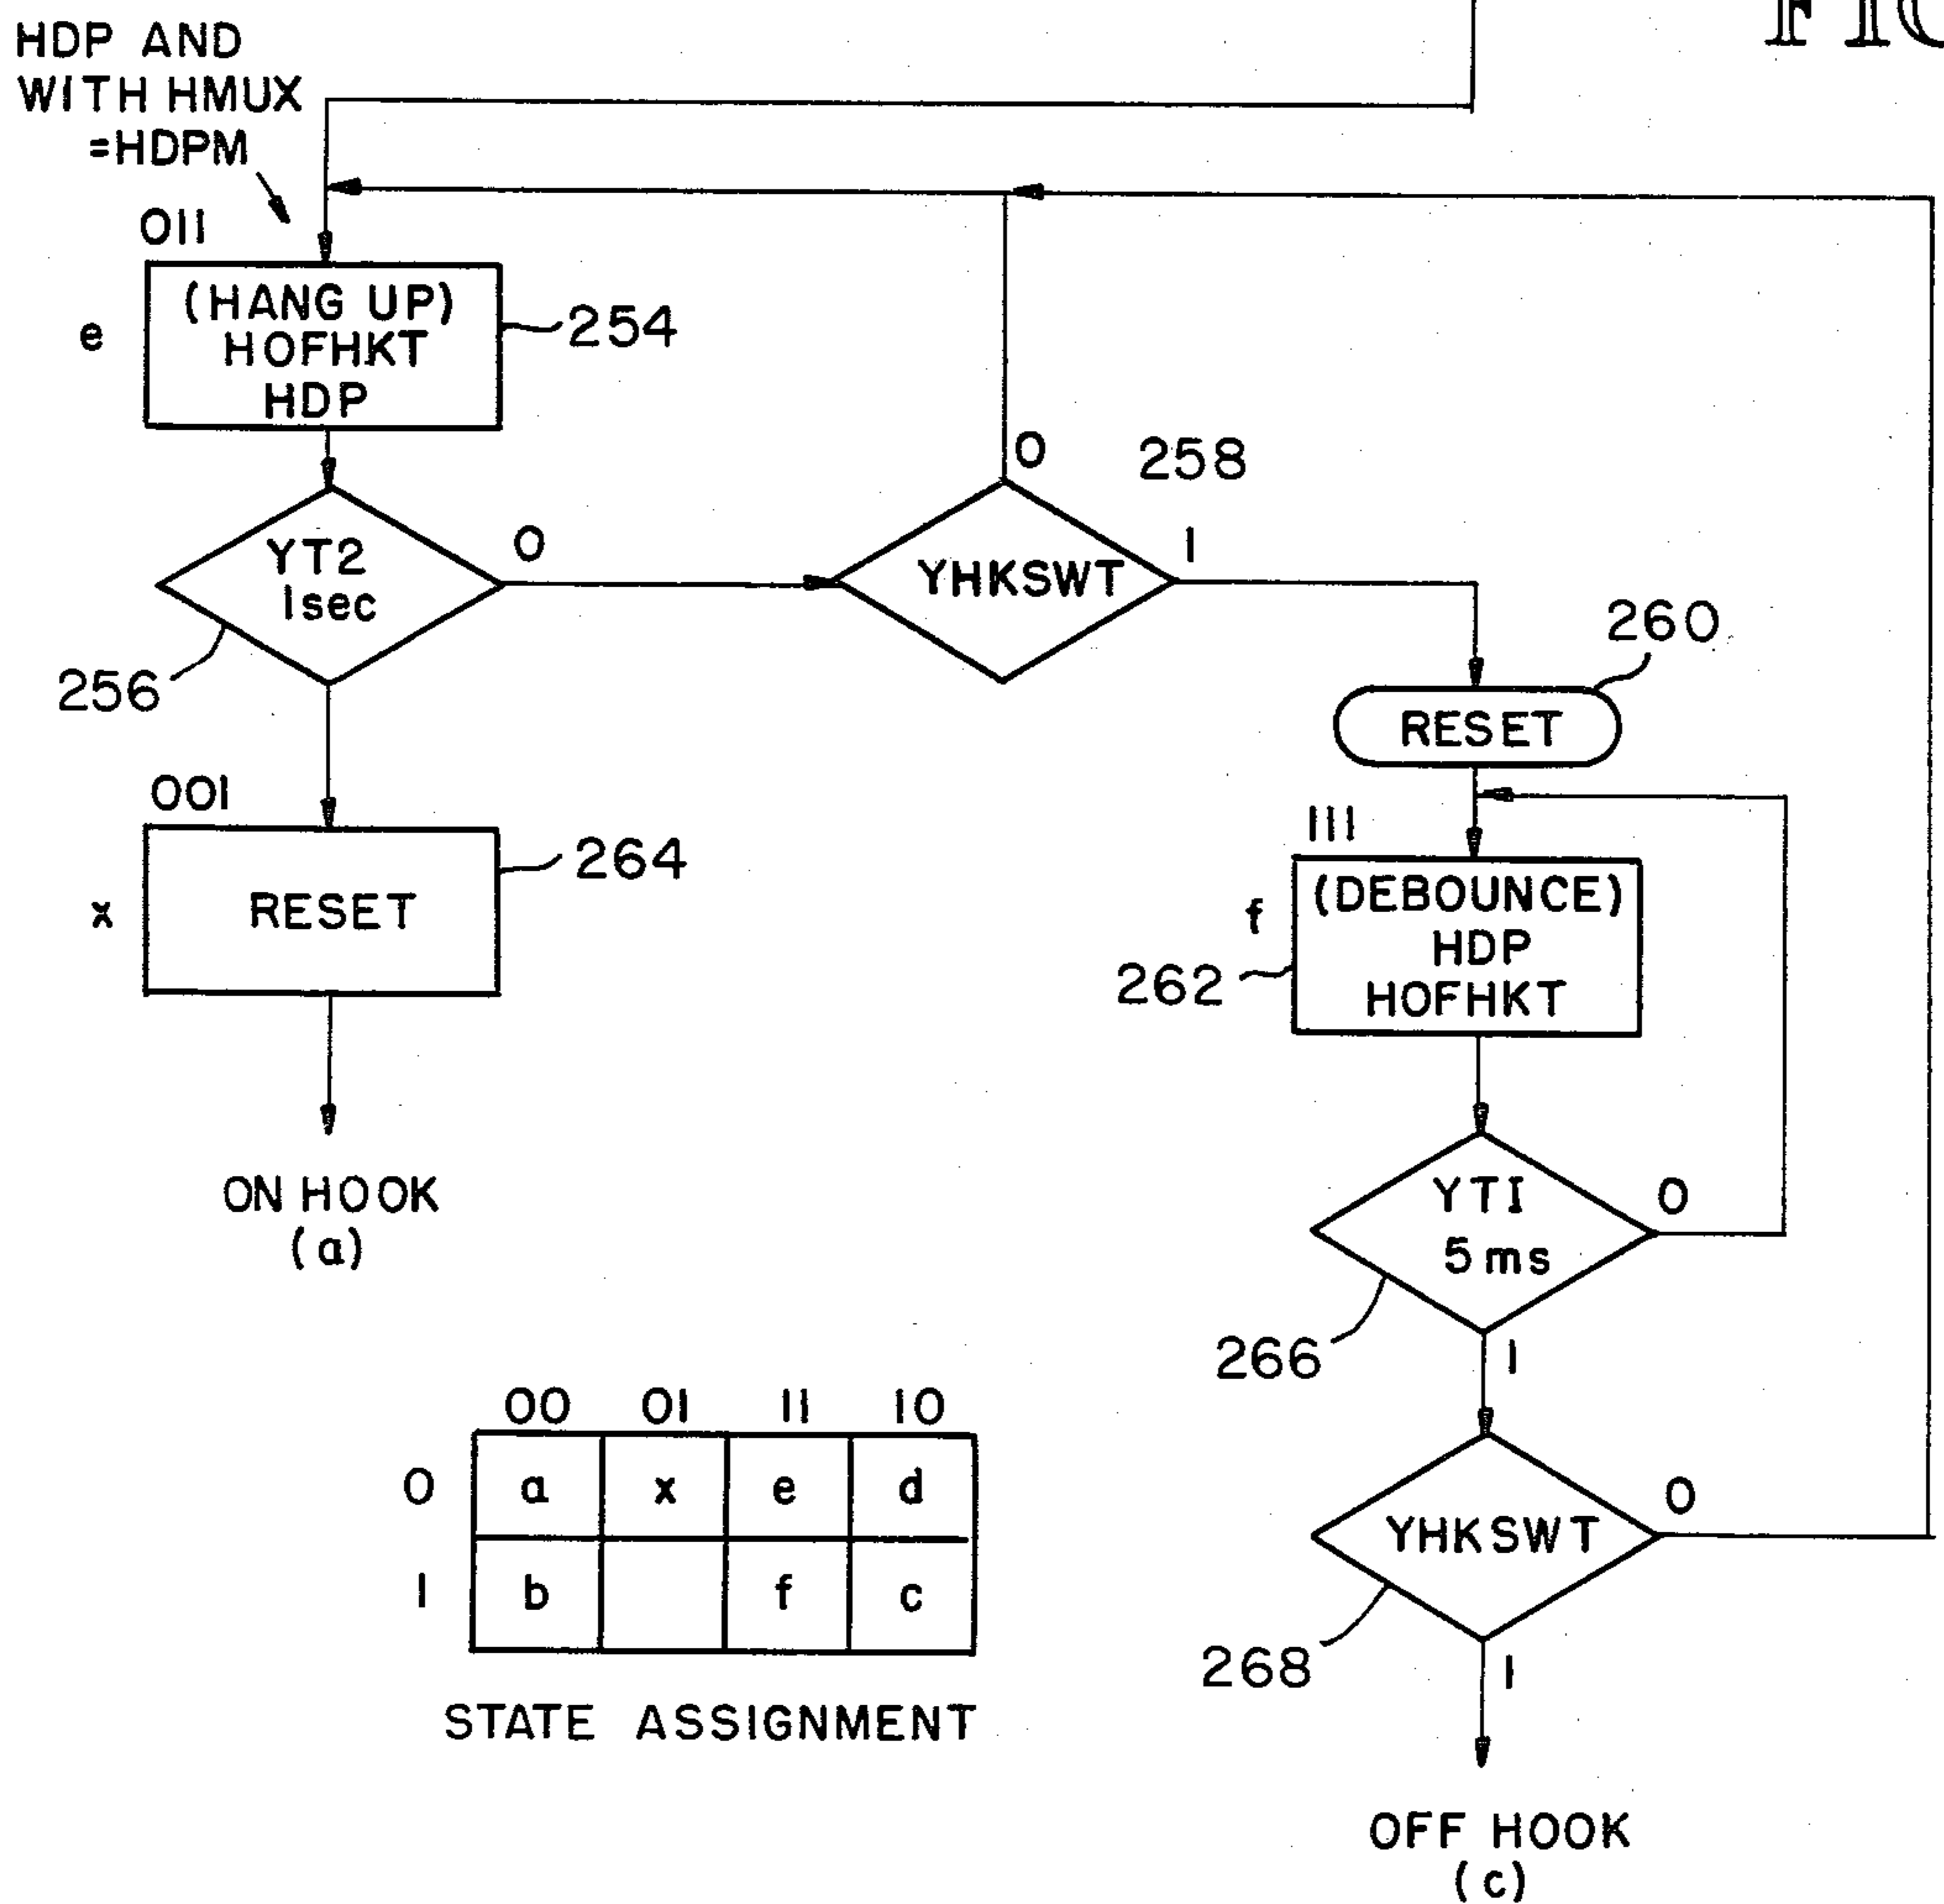 HDP AND
WITH HMUX
=HDPM
011
(HANG UP)
HOFHKT
HDP
e
254
YT2
1sec
0
256
YHKSWT
0
258
1
260
RESET
001
RESET
x
264
ON HOOK
(a)
111
(DEBOUNCE)
HDP
HOFHKT
f
262
YT1
5ms
0
266
1
YHKSWT
0
268
1
OFF HOOK
(c)
00 01 11 10
0 a x e d
1 b f c
STATE ASSIGNMENT